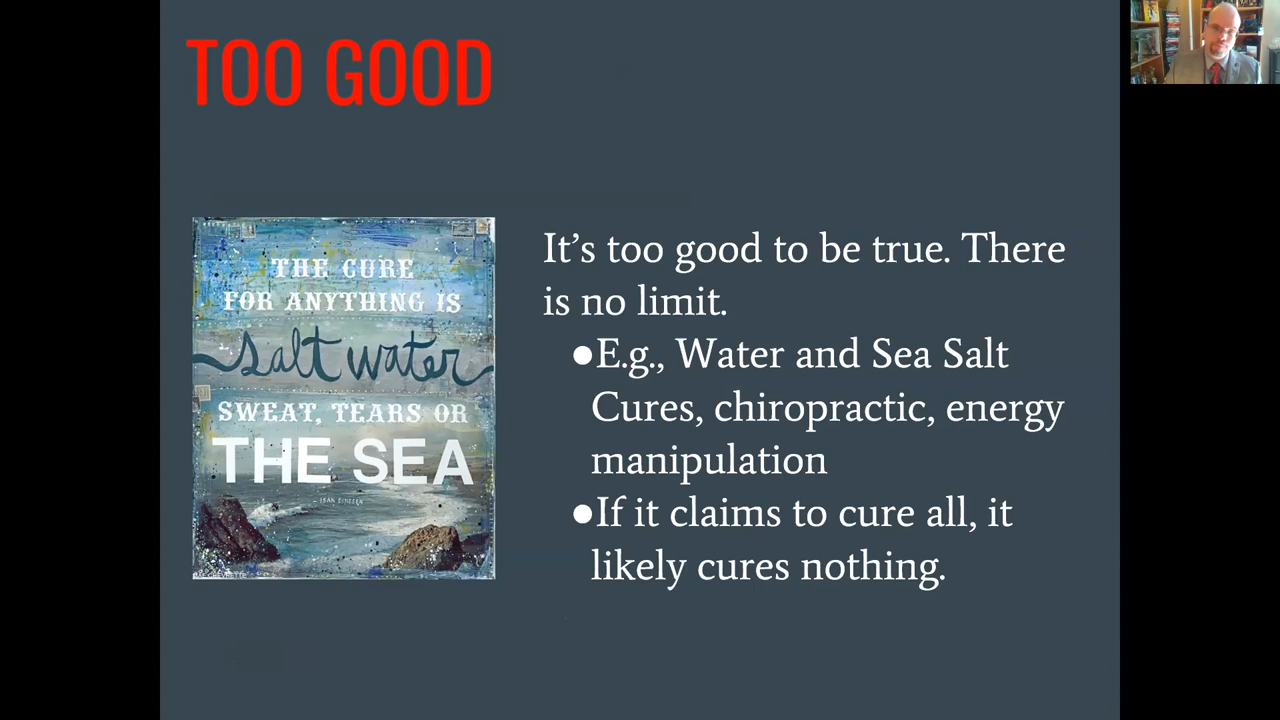 TOO GOOD
THE CURE
FOR ANYTHING IS
salt water
SWEAT, TEARS OR
THE SEA
It's too good to be true. There
is no limit.
●E.g., Water and Sea Salt
Cures, chiropractic, energy
manipulation
●If it claims to cure all, it
likely cures nothing.